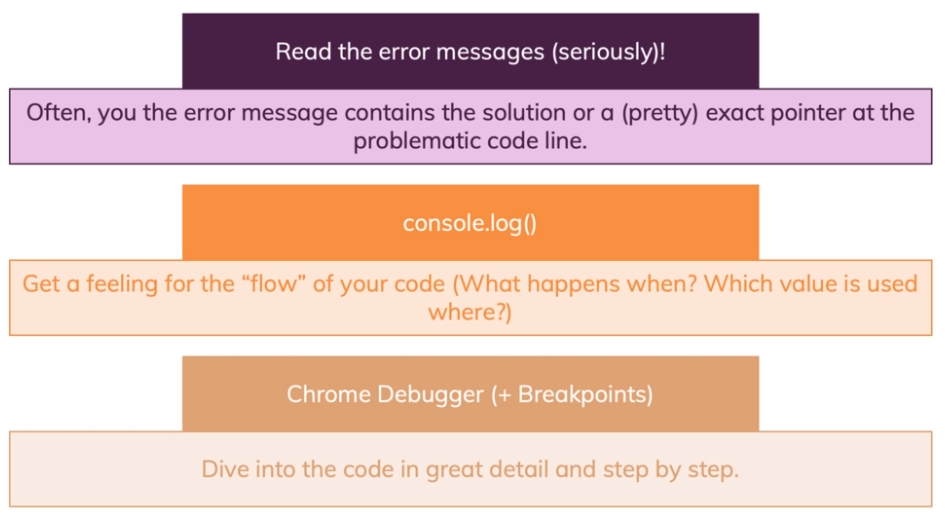 Read the error messages (seriously)!
Often, you the error message contains the solution or a (pretty) exact pointer at the
problematic code line.
console.log()
Get a feeling for the “flow” of your code (What happens when? Which value is used
where?)
Chrome Debugger (+ Breakpoints)
Dive into the code in great detail and step by step.